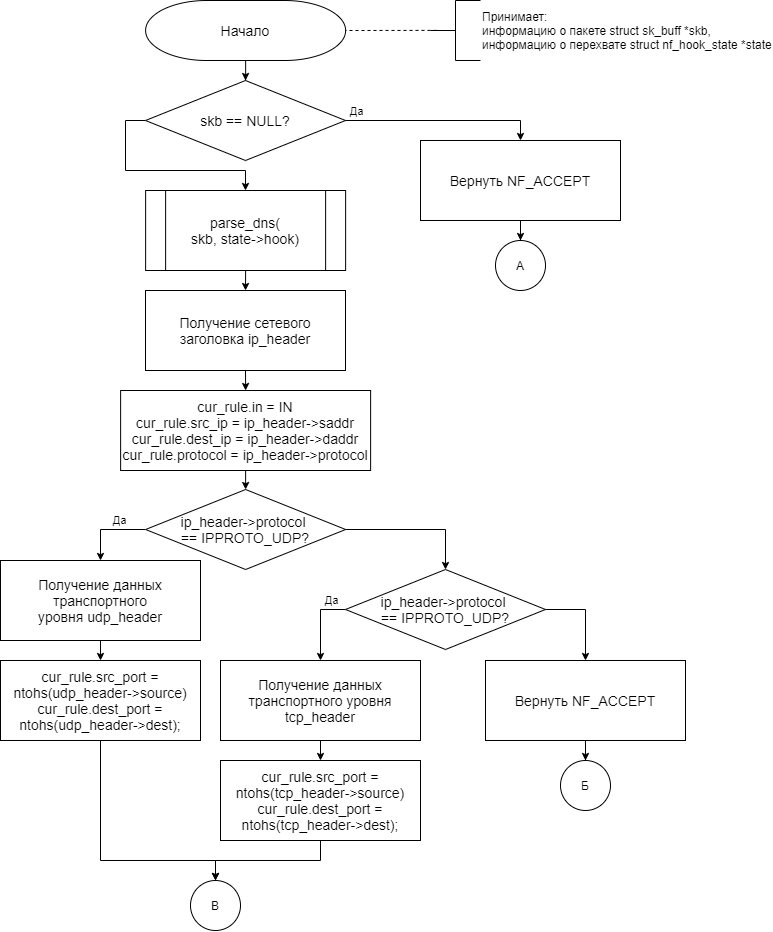 Начало
Принимает:
информацию о пакете struct sk_buff *skb,
информацию о перехвате struct nf_hook_state *state
skb == NULL?
Да
Вернуть NF_ACCEPT
А
parse_dns(
skb, state->hook)
Получение сетевого
заголовка ip_header
cur_rule.in = IN
cur_rule.src_ip = ip_header->saddr
cur_rule.dest_ip = ip_header->daddr
cur_rule.protocol = ip_header->protocol
ip_header->protocol
== IPPROTO_UDP?
Да
Получение данных
транспортного
уровня udp_header
cur_rule.src_port =
ntohs(udp_header->source)
cur_rule.dest_port =
ntohs(udp_header->dest);
ip_header->protocol
== IPPROTO_UDP?
Да
Получение данных
транспортного уровня
tcp_header
cur_rule.src_port =
ntohs(tcp_header->source)
cur_rule.dest_port =
ntohs(tcp_header->dest);
Вернуть NF_ACCEPT
Б
В